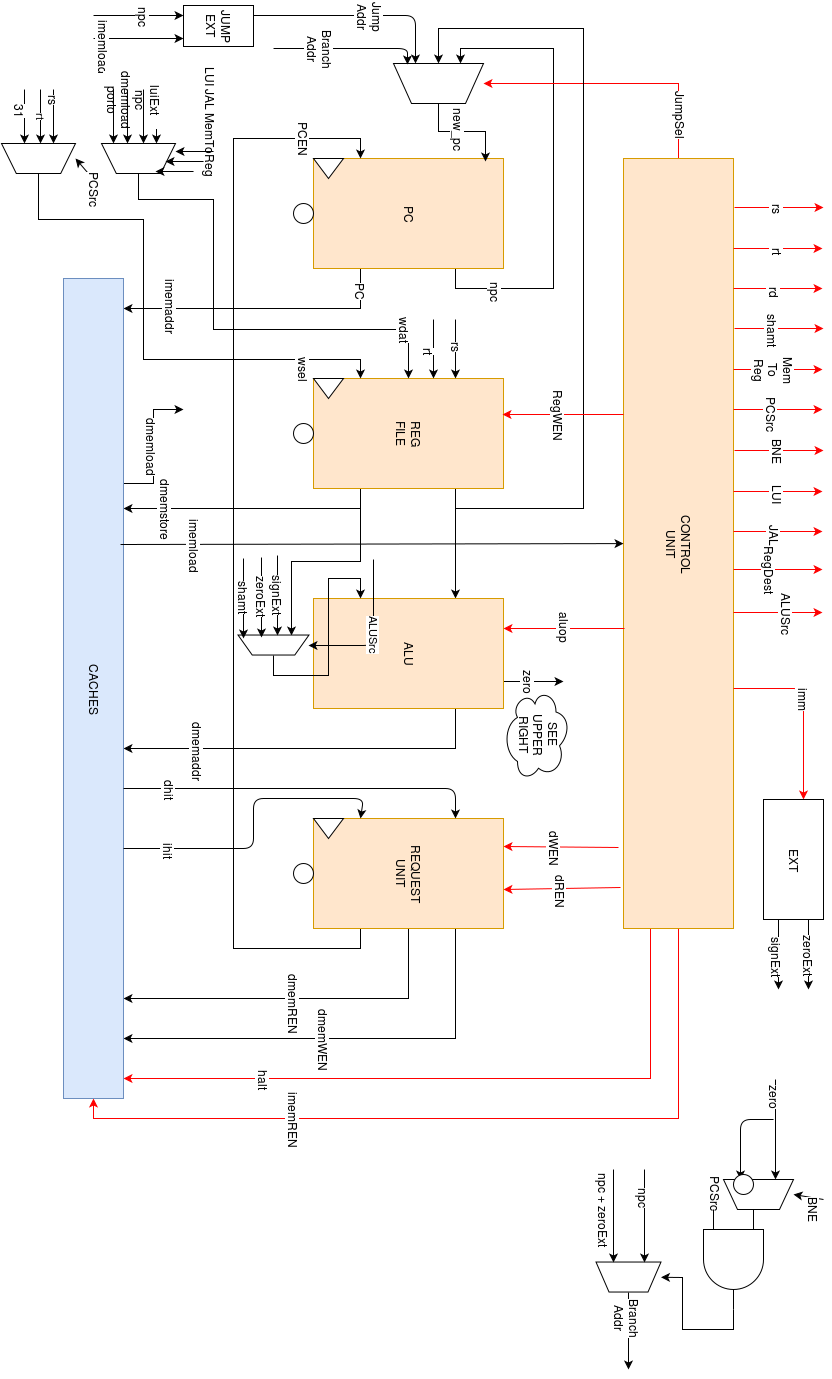 rs
rt
rd
shamt
Mem
To
Reg
PCSrc
BNE
LUI
JAL
RegDest
ALUSrc
imm
EXT
zeroExt
signExt
zero
BNE
PCSrc
npc
npc + zeroExt
Branch
Addr
JumpSel
CONTROL
UNIT
RegWEN
aluop
dWEN
dREN
zero
SEE
UPPER
RIGHT
npc
JUMP
EXT
imemload
Jump
Addr
Branch
Addr
new_pc
PCEN
PC
PC
npc
REG
FILE
rs
rt
wdat
wsel
ALU
ALUSrc
signExt
zeroExt
shamt
REQUEST
UNIT
LUI JAL MemToReg
luiExt
npc
dmemload
porto
rs
rt
31
PCSrc
imemaddr
dmemload
dmemstore
imemload
dmemaddr
dhit
ihit
dmemREN
dmemWEN
halt
imemREN
CACHES